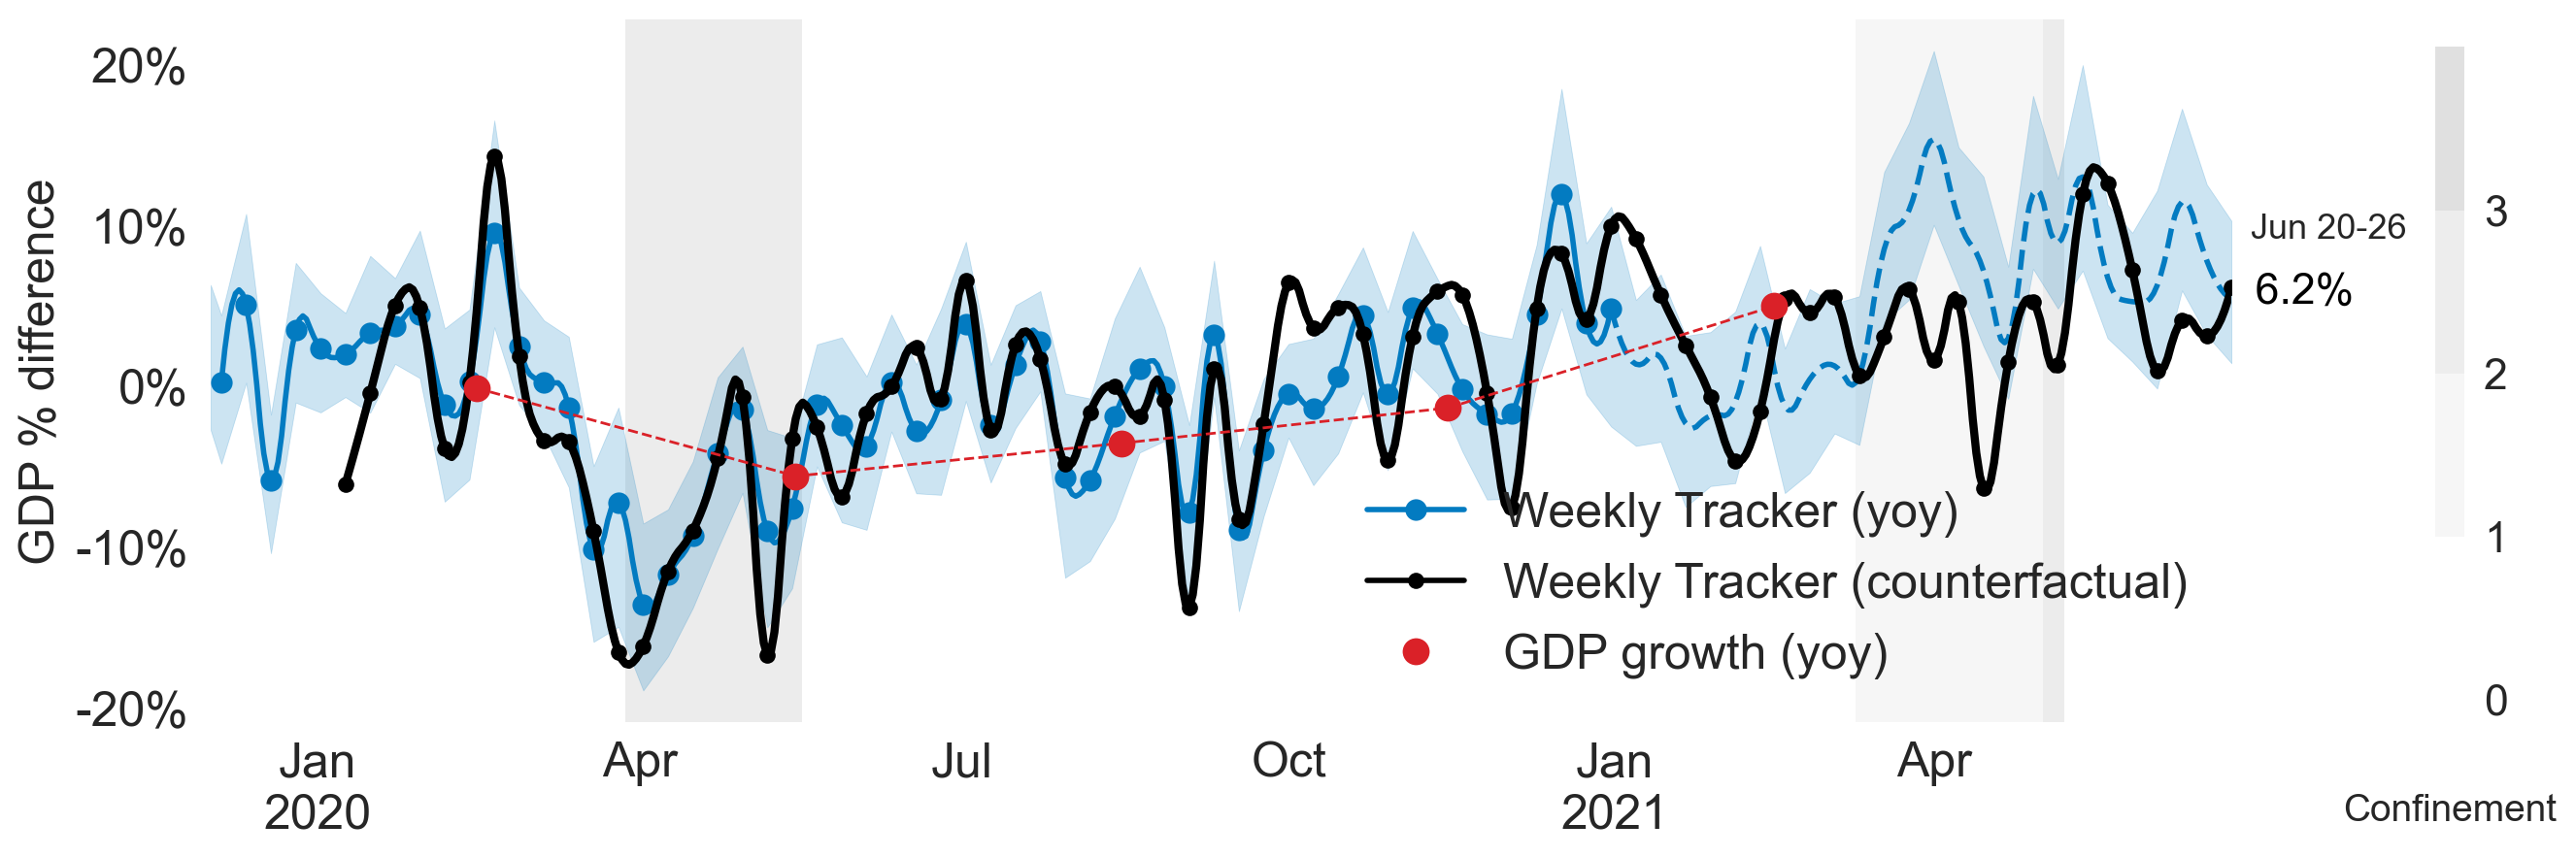 GDP % difference
20%
10%
0%
-10%
-20%
Jan
2020
Apr
Jul
Oct
Jan
2021
Apr
Weekly Tracker (yoy)
Weekly Tracker (counterfactual)
GDP growth (yoy)
Jun 20-26
6.2%
3
2
1
0
Confinement